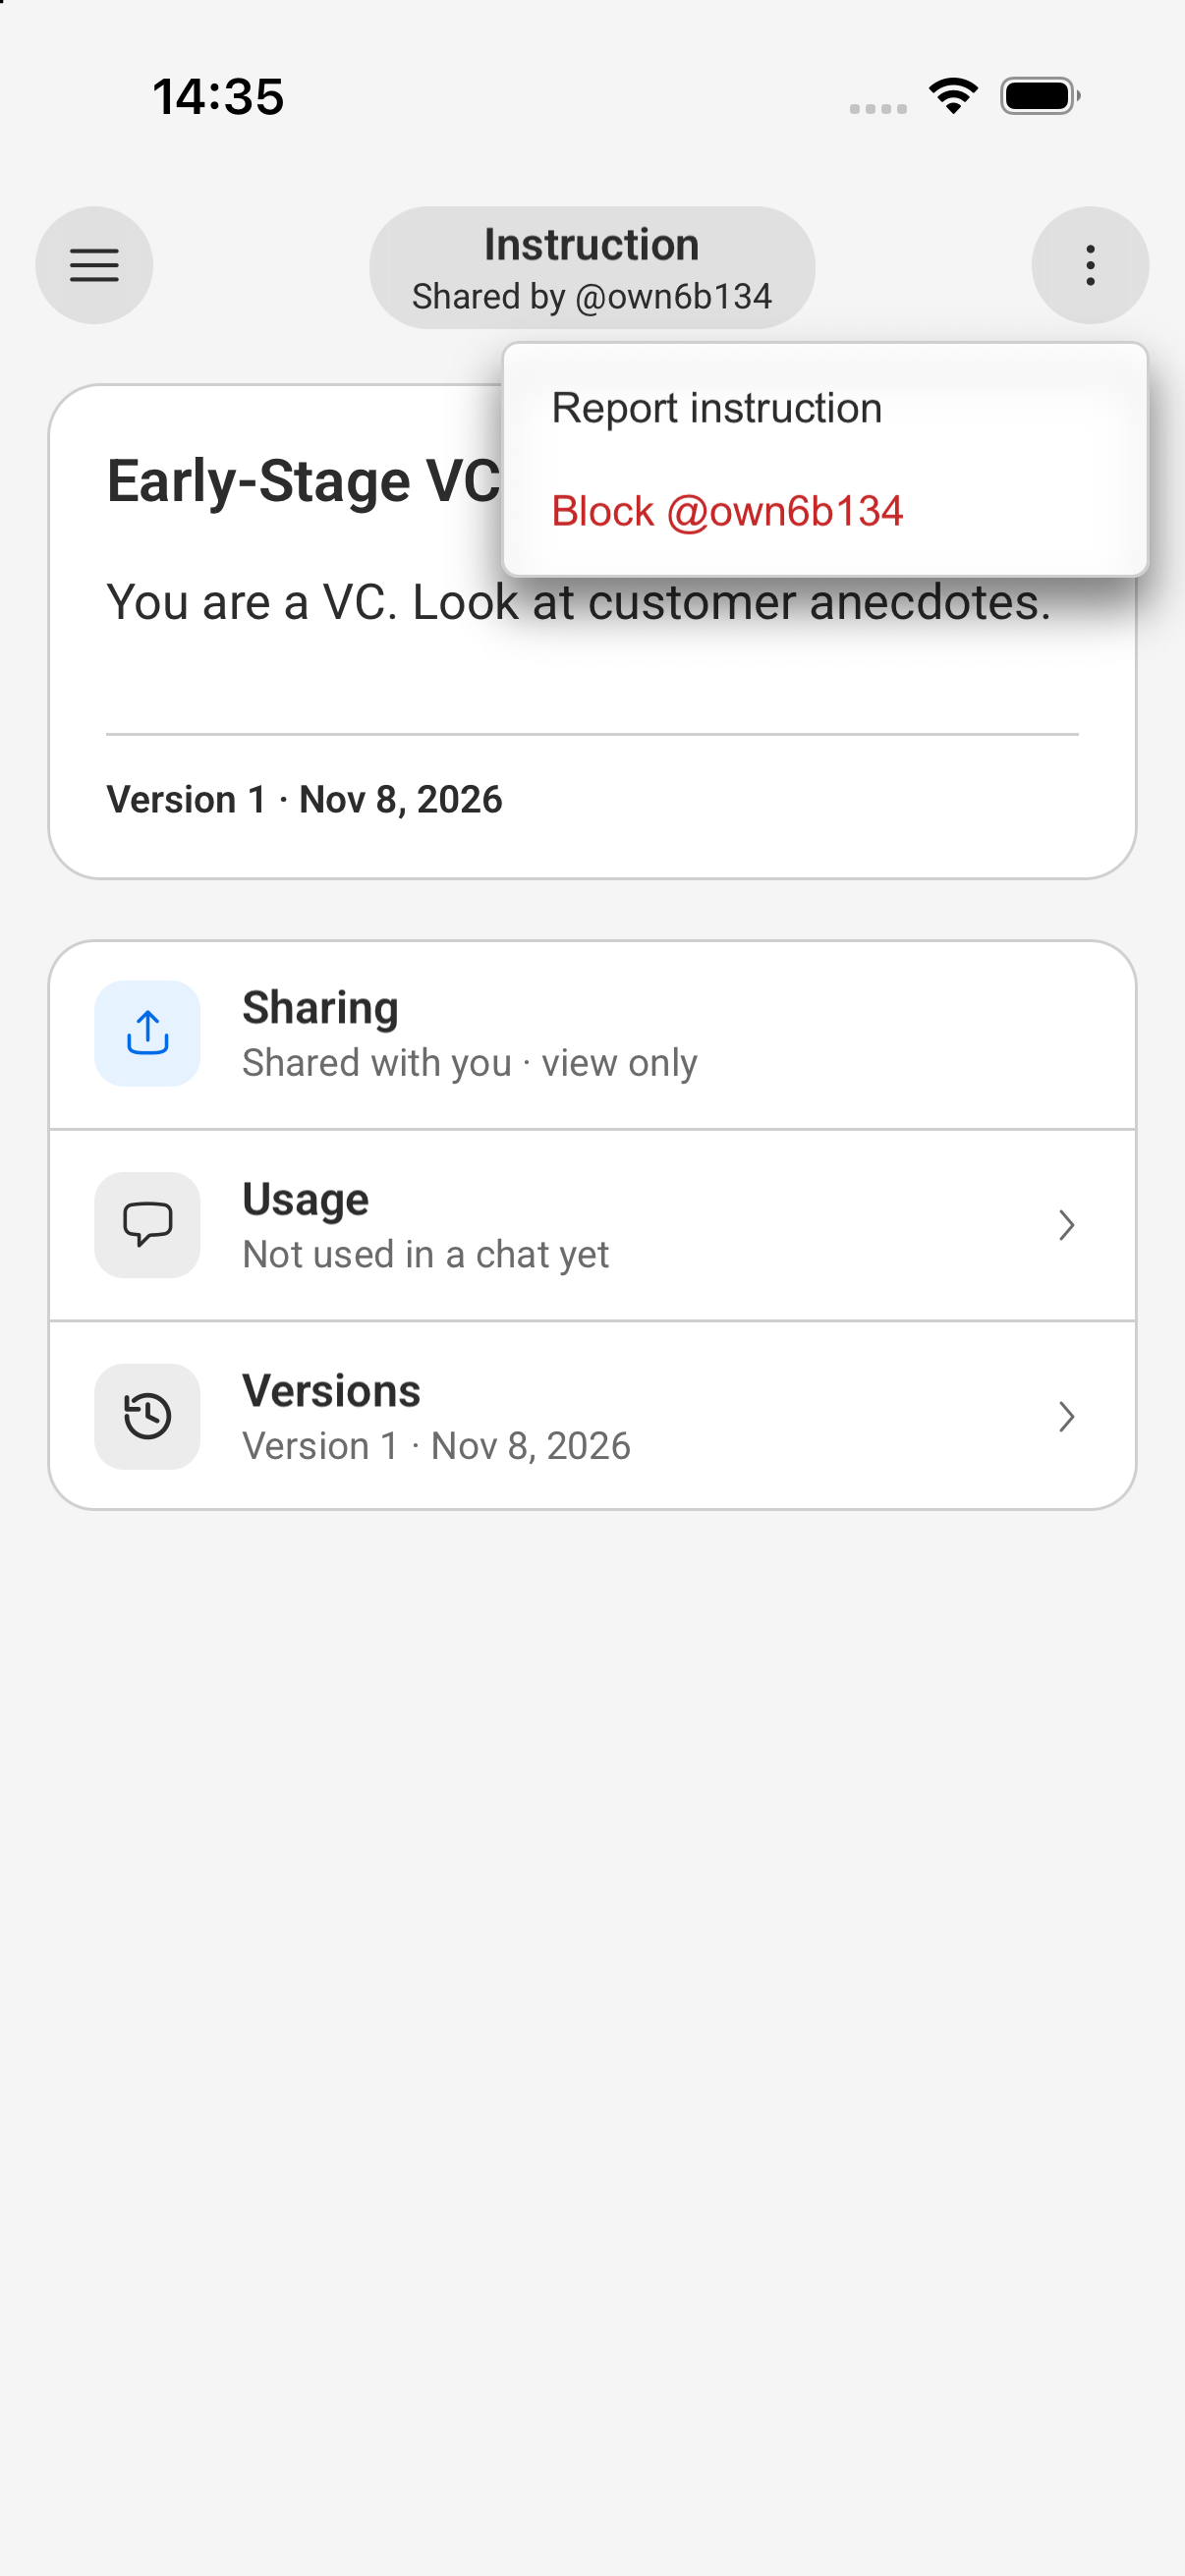 14:35
Instruction
Shared by @own6b134
Report instruction
Block @own6b134
Early-Stage VC
You are a VC. Look at customer anecdotes.
Version 1 · Nov 8, 2026
Sharing
Shared with you · view only
Usage
Not used in a chat yet
Versions
Version 1 · Nov 8, 2026